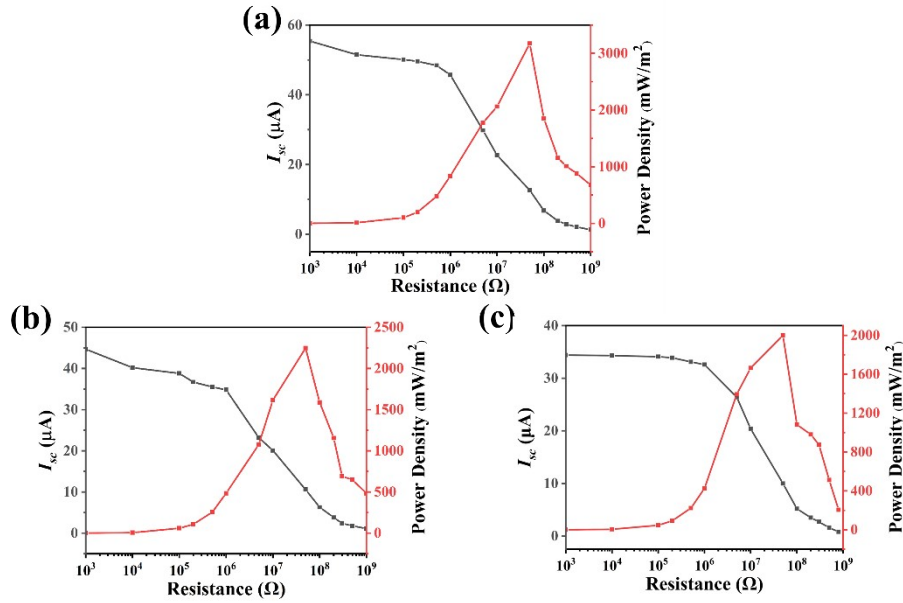 (a)
60
40
20
0
I_sc (μA)
3000
2000
1000
0
Power Density (mW/m²)
10³ 10⁴ 10⁵ 10⁶ 10⁷ 10⁸ 10⁹
Resistance (Ω)
(b)
50
40
30
20
10
0
I_sc (μA)
2500
2000
1500
1000
500
0
Power Density (mW/m²)
10³ 10⁴ 10⁵ 10⁶ 10⁷ 10⁸ 10⁹
Resistance (Ω)
(c)
40
30
20
10
0
I_sc (μA)
2000
1600
1200
800
400
0
Power Density (mW/m²)
10³ 10⁴ 10⁵ 10⁶ 10⁷ 10⁸ 10⁹
Resistance (Ω)